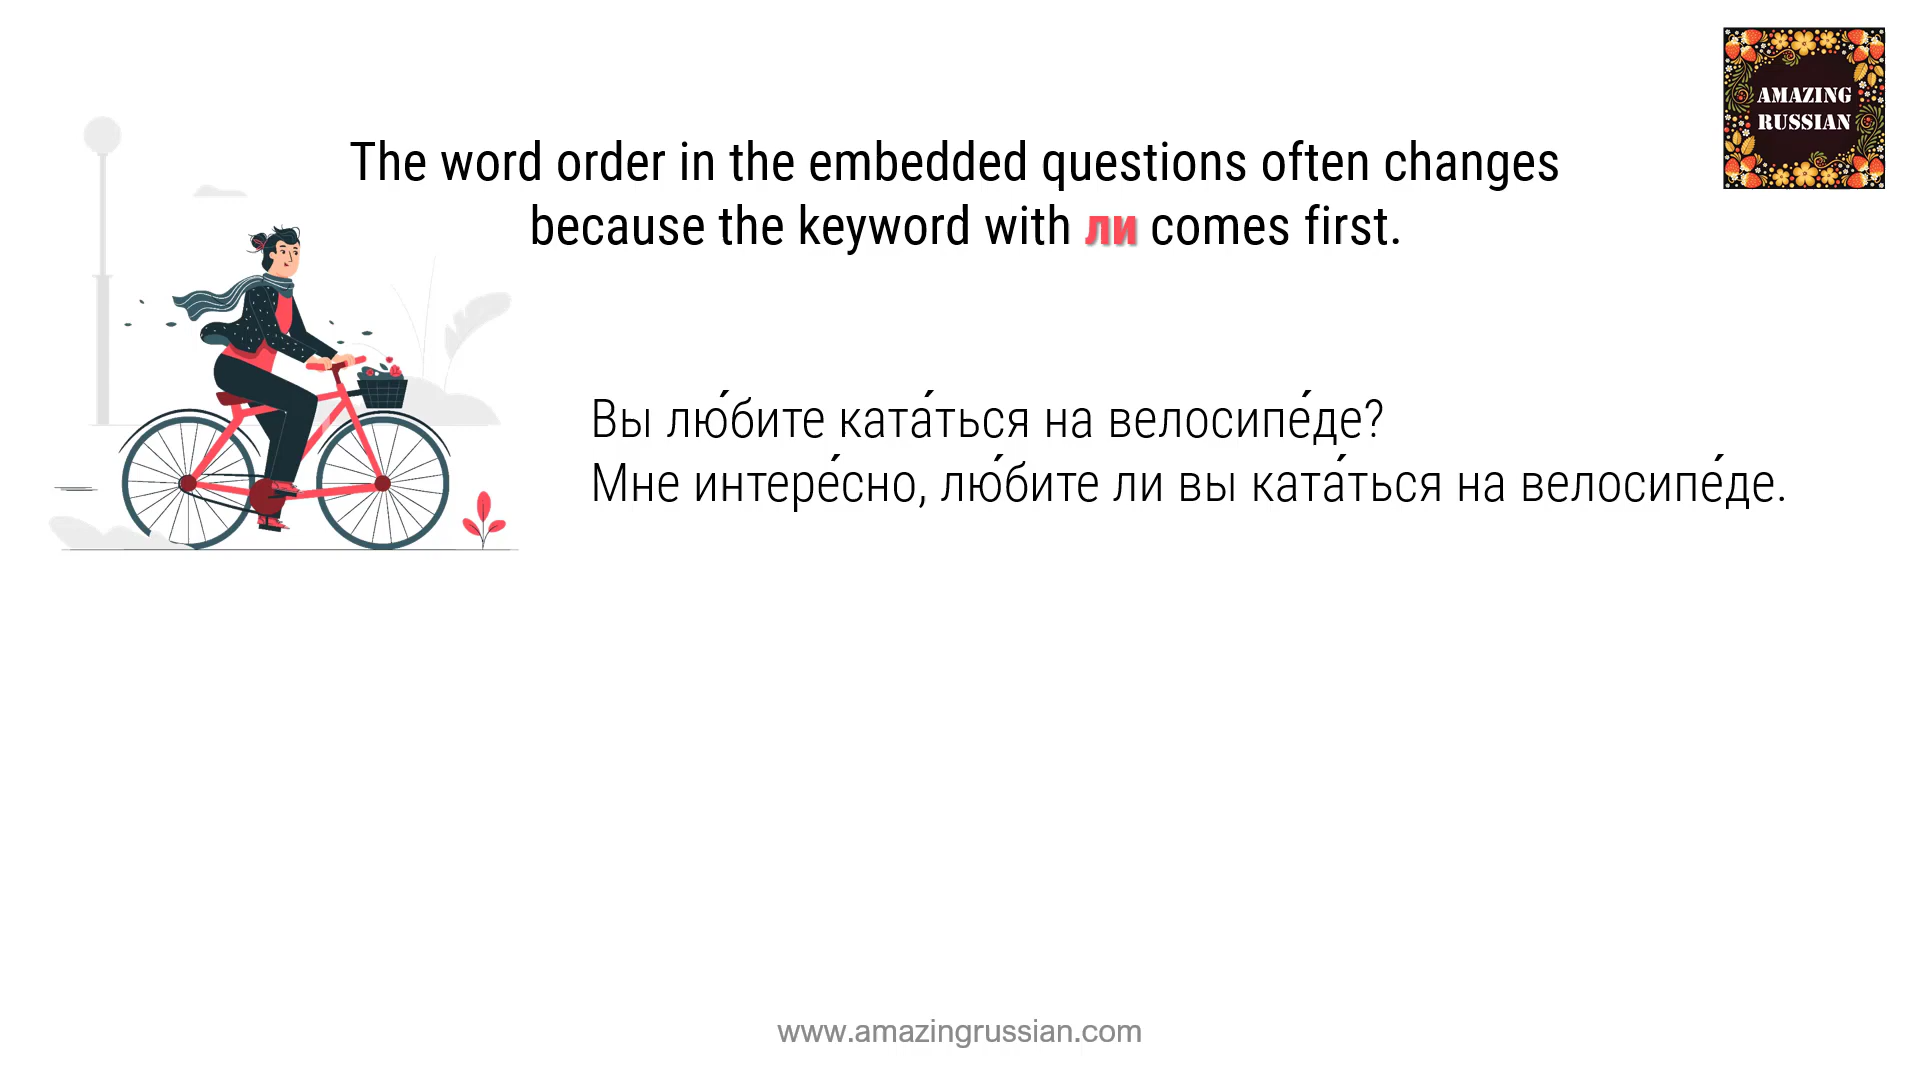 AMAZING
RUSSIAN
The word order in the embedded questions often changes
because the keyword with ли comes first.
Вы лю́бите ката́ться на велосипе́де?
Мне интере́сно, лю́бите ли вы ката́ться на велосипе́де.
www.amazingrussian.com